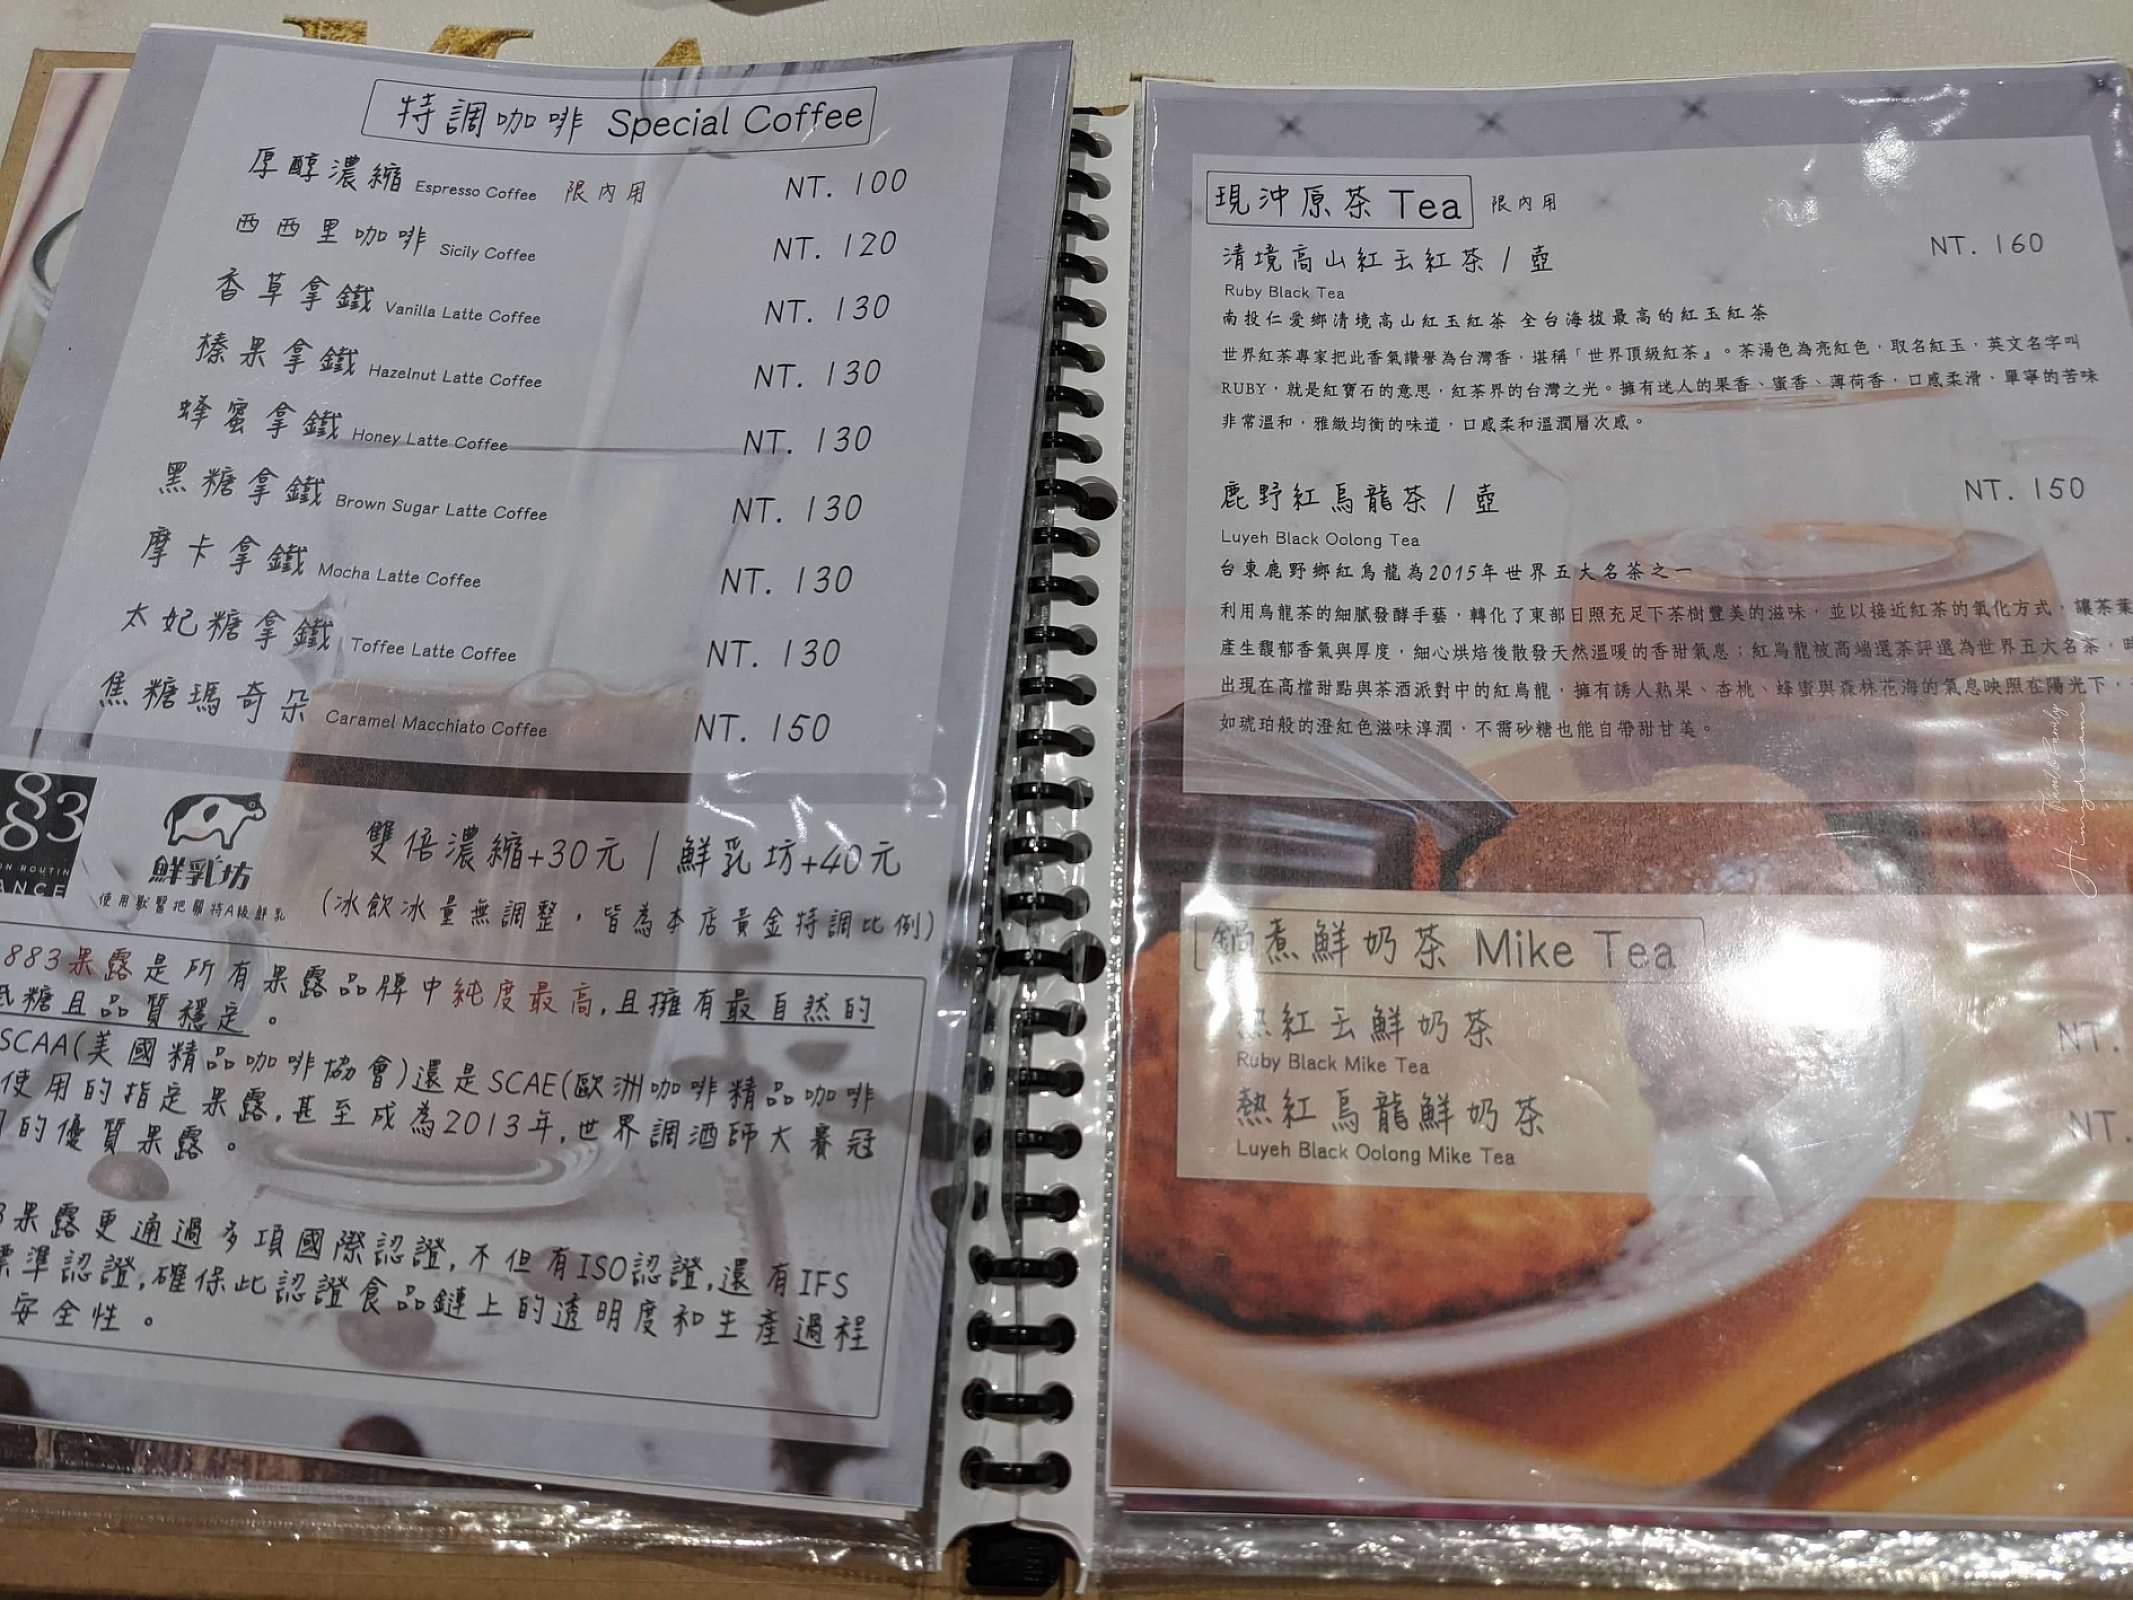 特調咖啡 Special Coffee
厚醇濃縮 Espresso Coffee 限內用 NT. 100
西西里咖啡 Sicily Coffee NT. 120
香草拿鐵 Vanilla Latte Coffee NT. 130
榛果拿鐵 Hazelnut Latte Coffee NT. 130
蜂蜜拿鐵 Honey Latte Coffee NT. 130
黑糖拿鐵 Brown Sugar Latte Coffee NT. 130
摩卡拿鐵 Mocha Latte Coffee NT. 130
太妃糖拿鐵 Toffee Latte Coffee NT. 130
焦糖瑪奇朵 Caramel Macchiato Coffee NT. 150
83
83
ON ROUTIN
ANCE
鮮乳坊
使用獸醫把關特A級鮮乳
雙倍濃縮+30元 / 鮮乳坊+40元
(冰飲冰量無調整，皆為本店黃金特調比例)
883果露是所有果露品牌中純度最高,且擁有最自然的
低糖且品質穩定。
SCAA(美國精品咖啡協會)還是SCAE(歐洲咖啡精品咖啡
使用的指定果露,甚至成為2013年,世界調酒師大賽冠
的優質果露。
3果露更通過多項國際認證,不但有ISO認證,還有IFS
標準認證,確保此認證食品鏈上的透明度和生產過程
安全性。
現沖原茶 Tea 限內用
清境高山紅玉紅茶 / 壺 NT. 160
Ruby Black Tea
南投仁愛鄉清境高山紅玉紅茶 全台海拔最高的紅玉紅茶
世界紅茶專家把此香氣讚譽為台灣香，堪稱「世界頂級紅茶』。茶湯色為亮紅色，取名紅玉，英文名字叫
RUBY，就是紅寶石的意思，紅茶界的台灣之光。擁有迷人的果香、蜜香、薄荷香，口感柔滑，單寧的苦味
非常溫和，雅緻均衡的味道，口感柔和溫潤層次感。
鹿野紅烏龍茶 / 壺 NT. 150
Luyeh Black Oolong Tea
台東鹿野鄉紅烏龍為2015年世界五大名茶之一
利用烏龍茶的細膩發酵手藝，轉化了東部日照充足下茶樹豐美的滋味，並以接近紅茶的氧化方式，讓茶葉
產生馥郁香氣與厚度，細心烘焙後散發天然溫暖的香甜氣息；紅烏龍被高端選茶評選為世界五大名茶，時
出現在高檔甜點與茶酒派對中的紅烏龍，擁有誘人熟果、杏桃、蜂蜜與森林花海的氣息映照在陽光下，
如琥珀般的澄紅色滋味淳潤，不需砂糖也能自帶甜甘美。
鍋煮鮮奶茶 Mike Tea
熱紅玉鮮奶茶 NT.
Ruby Black Mike Tea
熱紅烏龍鮮奶茶 NT.
Luyeh Black Oolong Mike Tea